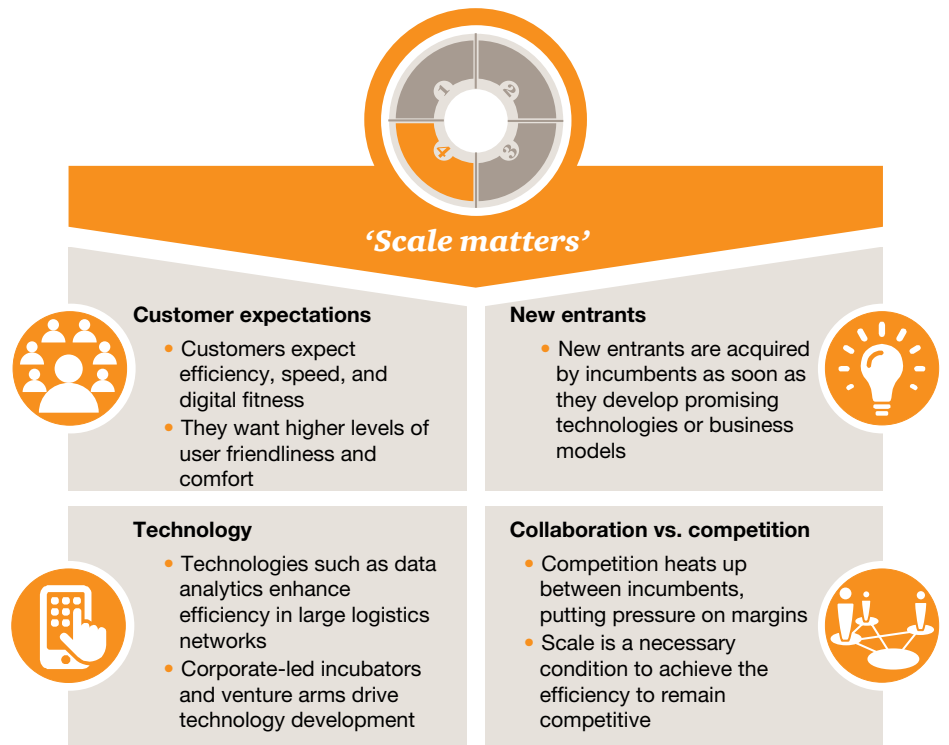 1
2
4
3
‘Scale matters’
Customer expectations
• Customers expect
efficiency, speed, and
digital fitness
• They want higher levels of
user friendliness and
comfort
New entrants
• New entrants are acquired
by incumbents as soon as
they develop promising
technologies or business
models
Technology
• Technologies such as data
analytics enhance
efficiency in large logistics
networks
• Corporate-led incubators
and venture arms drive
technology development
Collaboration vs. competition
• Competition heats up
between incumbents,
putting pressure on margins
• Scale is a necessary
condition to achieve the
efficiency to remain
competitive